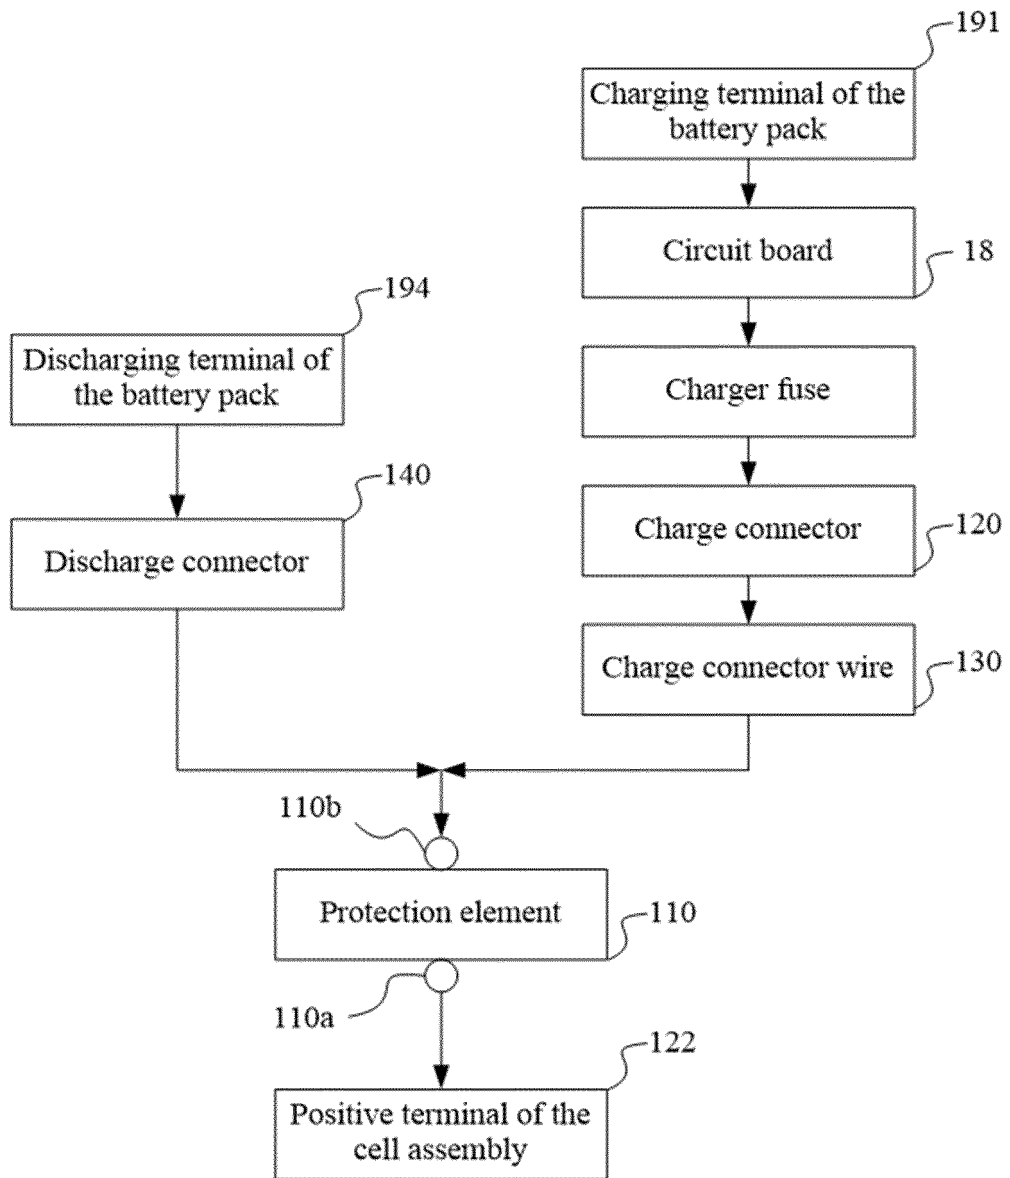 191
Charging terminal of the
battery pack
Circuit board
18
194
Discharging terminal of
the battery pack
Charger fuse
140
Discharge connector
Charge connector
120
Charge connector wire
130
110b
Protection element
110
110a
122
Positive terminal of the
cell assembly